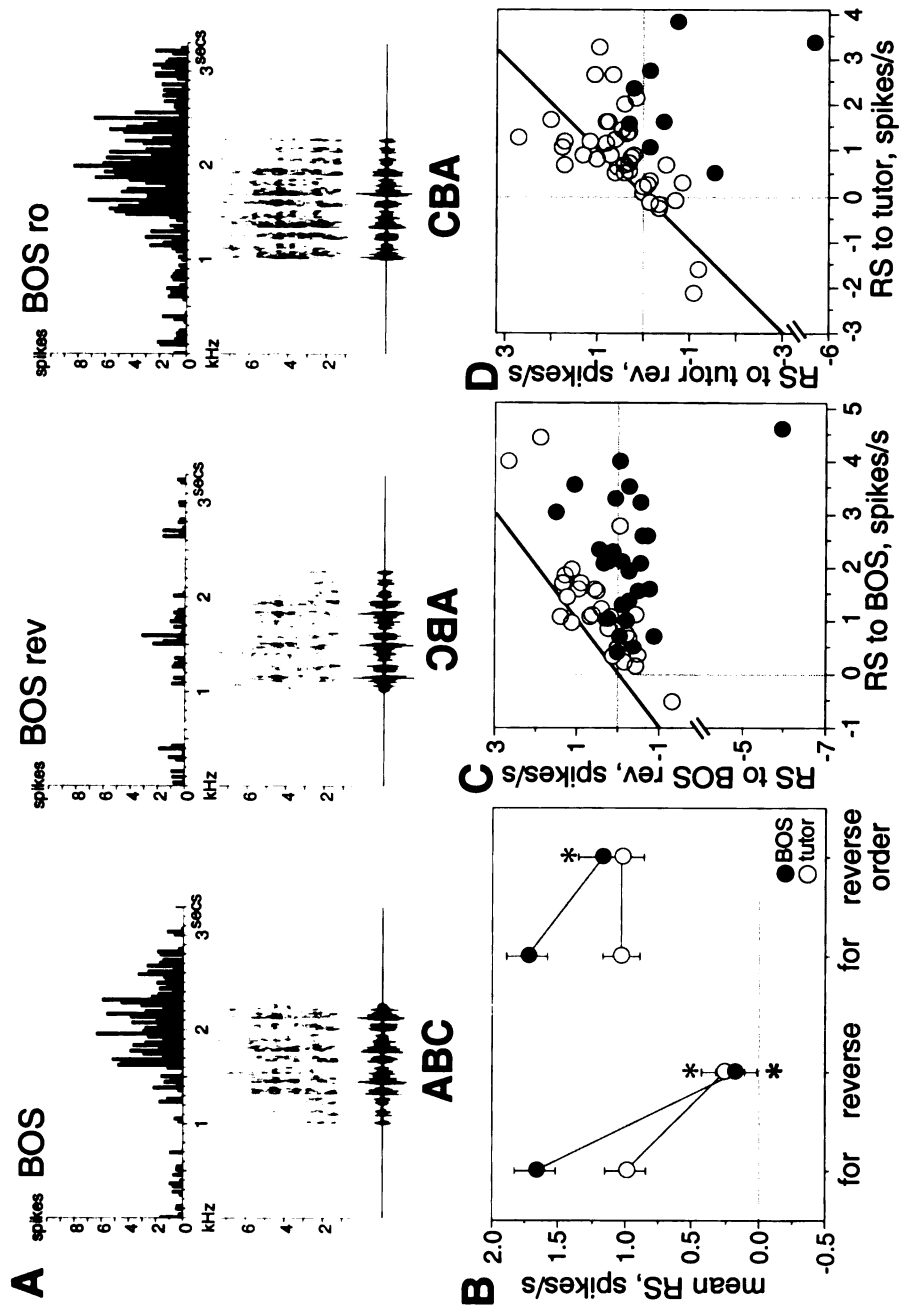 A
spikes BOS
8
6
4
2
0
1 2 3 secs
kHz
6
4
2
ABC
spikes BOS rev
8
6
4
2
0
1 2 3 secs
kHz
6
4
2
ABC
spikes BOS ro
8
6
4
2
0
1 2 3 secs
kHz
6
4
2
CBA
B
mean RS, spikes/s
2.0
1.5
1.0
0.5
0.0
-0.5
* * *
BOS
tutor
for reverse for reverse order
C
RS to BOS rev, spikes/s
3
1
-1
-5
-7
-1 0 1 2 3 4 5
RS to BOS, spikes/s
D
RS to tutor rev, spikes/s
3
1
-1
-3
-6
-3 -2 -1 0 1 2 3 4
RS to tutor, spikes/s